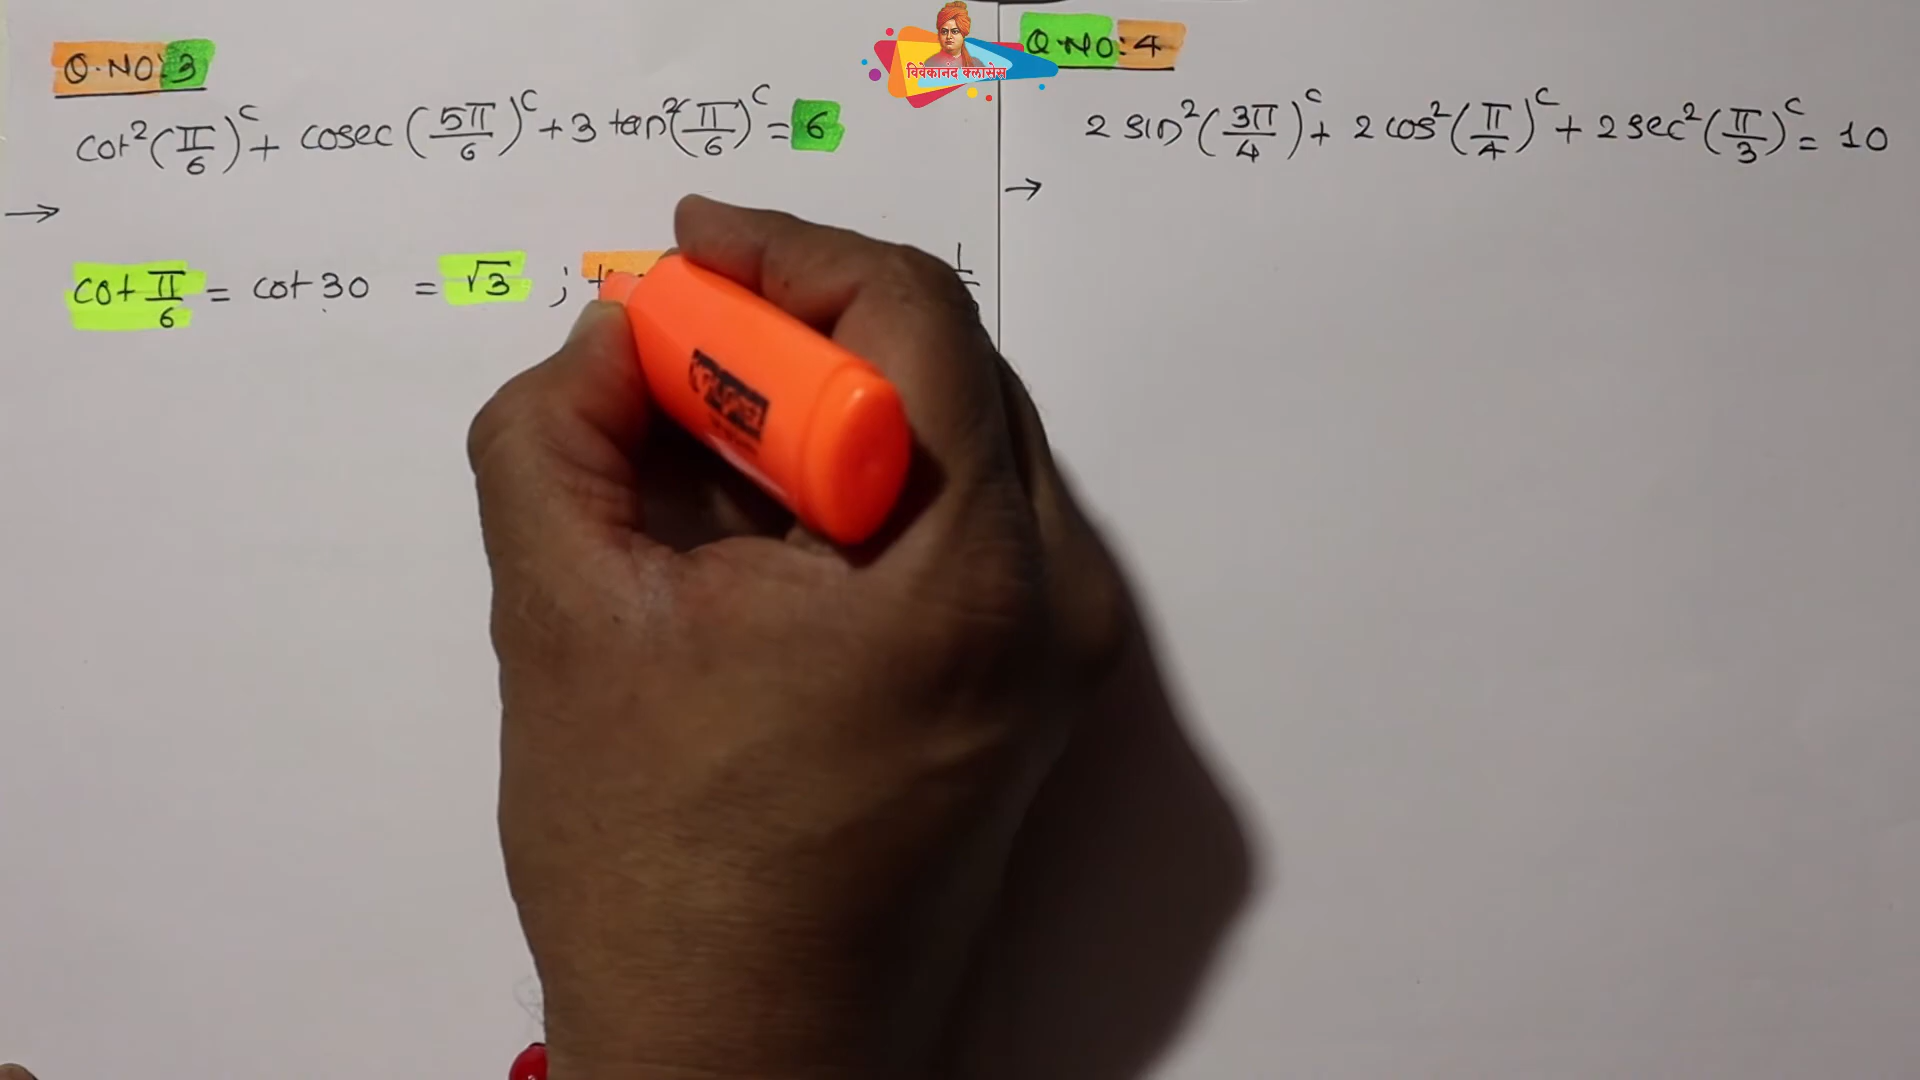 Q.NO:3
cot²(π/6)ᶜ + cosec(5π/6)ᶜ + 3 tan²(π/6)ᶜ = 6
→
cot π/6 = cot 30 = √3 ;
विवेकानंद क्लासेस
Q.NO:4
2 sin²(3π/4)ᶜ + 2 cos²(π/4)ᶜ + 2 sec²(π/3)ᶜ = 10
→